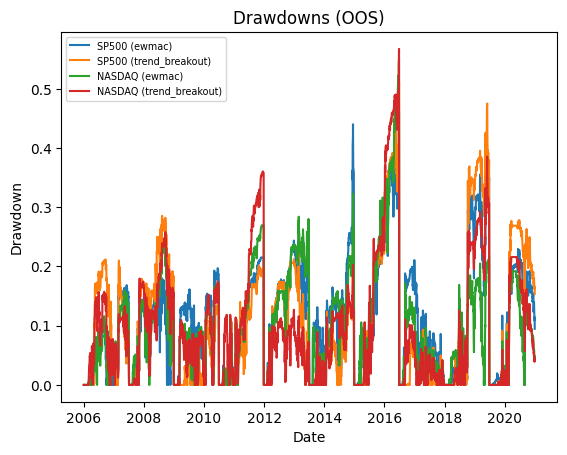 Drawdowns (OOS)
SP500 (ewmac)
SP500 (trend_breakout)
NASDAQ (ewmac)
NASDAQ (trend_breakout)
Drawdown
0.5
0.4
0.3
0.2
0.1
0.0
2006 2008 2010 2012 2014 2016 2018 2020
Date